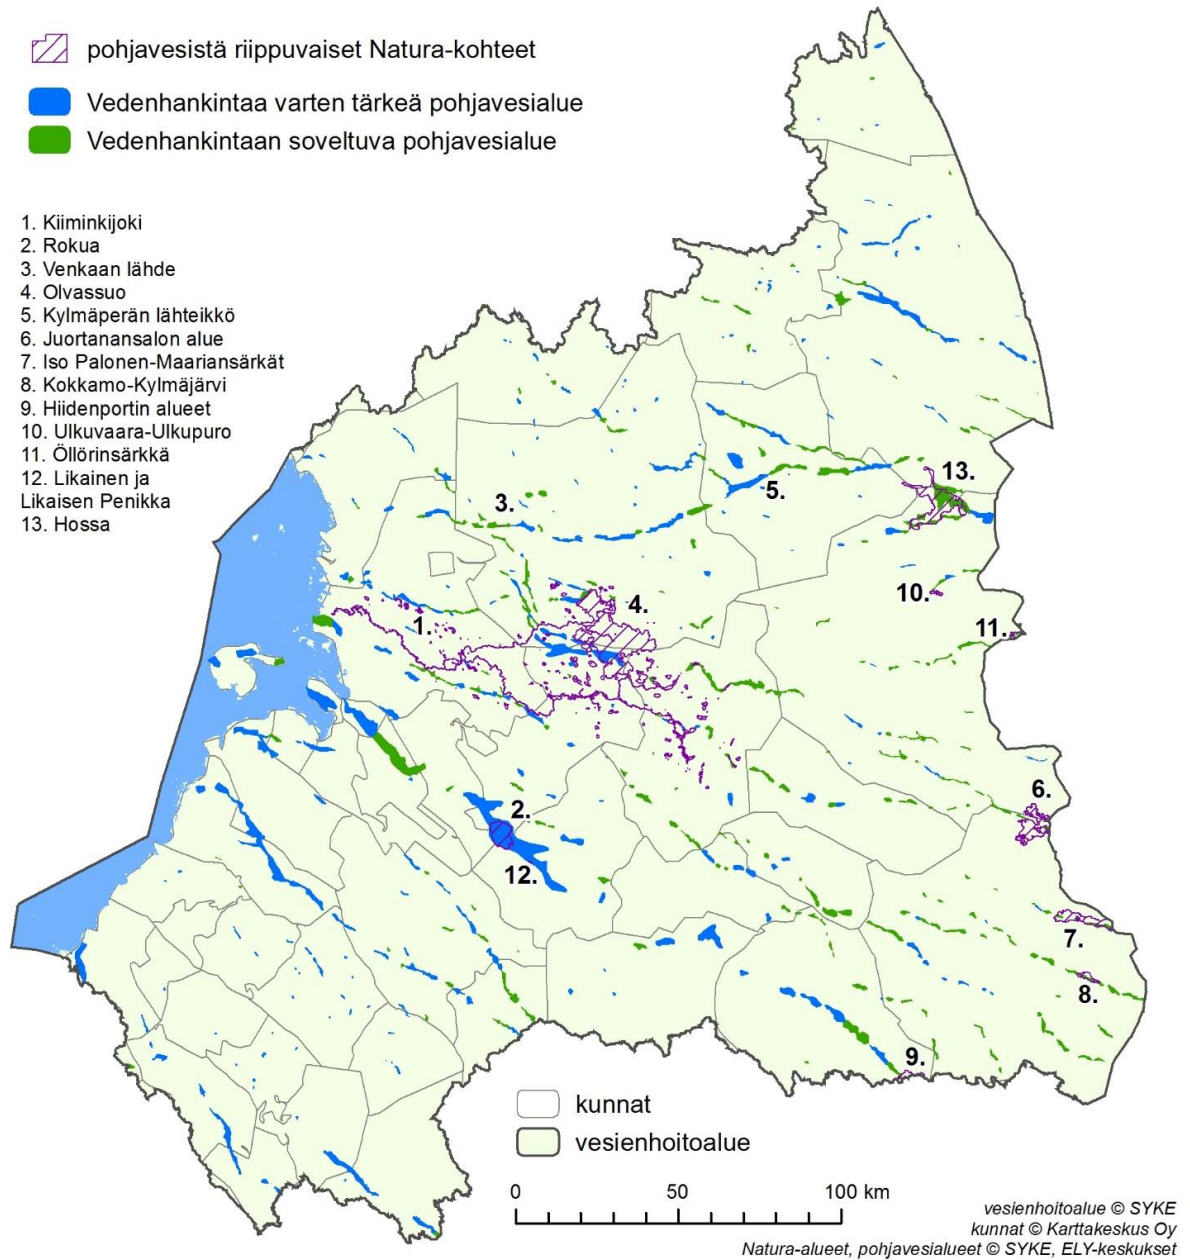 pohjavesistä riippuvaiset Natura-kohteet
Vedenhankintaa varten tärkeä pohjavesialue
Vedenhankintaan soveltuva pohjavesialue
1. Kiiminkijoki
2. Rokua
3. Venkaan lähde
4. Olvassuo
5. Kylmäperän lähteikkö
6. Juortanansalon alue
7. Iso Palonen-Maariansärkät
8. Kokkamo-Kylmäjärvi
9. Hiidenportin alueet
10. Ulkuvaara-Ulkupuro
11. Öllörinsärkkä
12. Likainen ja
Likaisen Penikka
13. Hossa
13.
5.
3.
10.
4.
1.
11.
6.
2.
12.
7.
8.
9.
kunnat
vesienhoitoalue
0 50 100 km
vesienhoitoalue © SYKE
kunnat © Karttakeskus Oy
Natura-alueet, pohjavesialueet © SYKE, ELY-keskukset